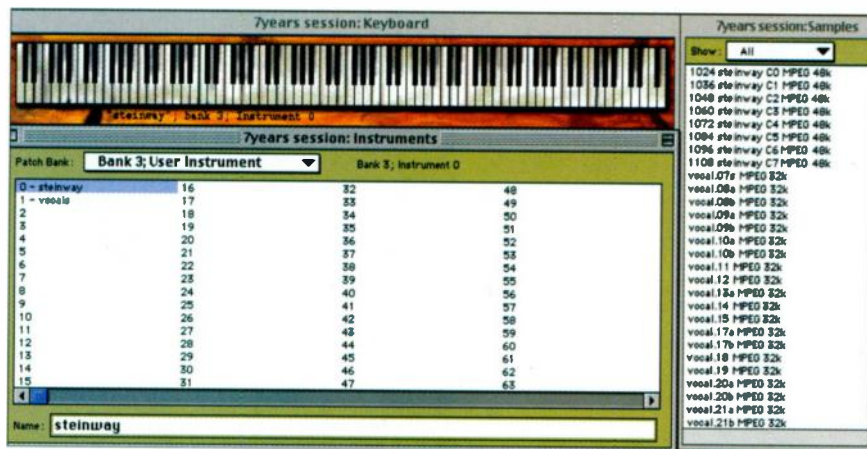 7years session: Keyboard
"steinway"; bank 3; Instrument 0
7years session: Instruments
Patch Bank: Bank 3; User Instrument
Bank 3; Instrument 0
0 - steinway 16 32 48
1 - vocals 17 33 49
2 18 34 50
3 19 35 51
4 20 36 52
5 21 37 53
6 22 38 54
7 23 39 55
8 24 40 56
9 25 41 57
10 26 42 58
11 27 43 59
12 28 44 60
13 29 45 61
14 30 46 62
15 31 47 63
Name: steinway
7years session:Samples
Show: All
1024 steinway C0 MPEG 48k
1036 steinway C1 MPEG 48k
1048 steinway C2 MPEG 48k
1060 steinway C3 MPEG 48k
1072 steinway C4 MPEG 48k
1084 steinway C5 MPEG 48k
1096 steinway C6 MPEG 48k
1108 steinway C7 MPEG 48k
vocal.07s MPEG 32k
vocal.08a MPEG 32k
vocal.08b MPEG 32k
vocal.09a MPEG 32k
vocal.09b MPEG 32k
vocal.10a MPEG 32k
vocal.10b MPEG 32k
vocal.11 MPEG 32k
vocal.12 MPEG 32k
vocal.13a MPEG 32k
vocal.14 MPEG 32k
vocal.15 MPEG 32k
vocal.17a MPEG 32k
vocal.17b MPEG 32k
vocal.18 MPEG 32k
vocal.19 MPEG 32k
vocal.20a MPEG 32k
vocal.20b MPEG 32k
vocal.21a MPEG 32k
vocal.21b MPEG 32k